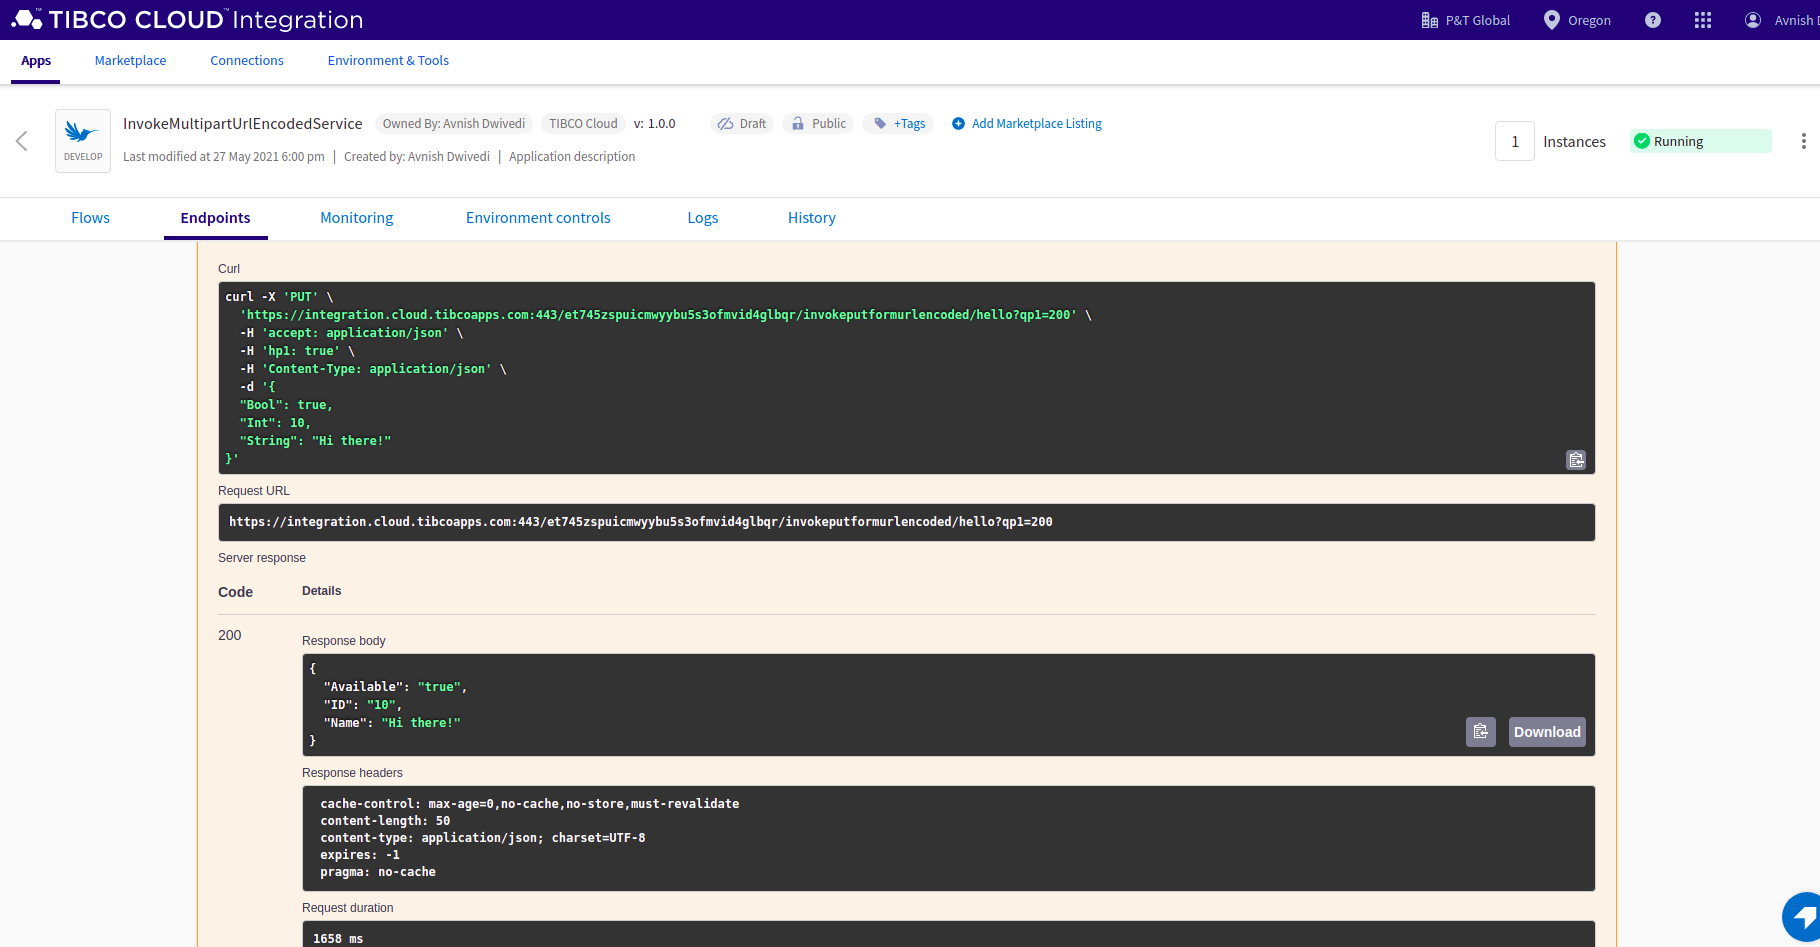 TIBCO CLOUD™ Integration
P&T Global
Oregon
?
Avnish D
Apps
Marketplace
Connections
Environment & Tools
DEVELOP
InvokeMultipartUrlEncodedService
Owned By: Avnish Dwivedi
TIBCO Cloud
v: 1.0.0
Draft
Public
+Tags
Add Marketplace Listing
Last modified at 27 May 2021 6:00 pm | Created by: Avnish Dwivedi | Application description
1
Instances
Running
Flows
Endpoints
Monitoring
Environment controls
Logs
History
Curl
curl -X 'PUT' \
'https://integration.cloud.tibcoapps.com:443/et745zspuicmwyybu5s3ofmvid4glbqr/invokeputformurlencoded/hello?qp1=200' \
-H 'accept: application/json' \
-H 'hp1: true' \
-H 'Content-Type: application/json' \
-d '{
"Bool": true,
"Int": 10,
"String": "Hi there!"
}'
Request URL
https://integration.cloud.tibcoapps.com:443/et745zspuicmwyybu5s3ofmvid4glbqr/invokeputformurlencoded/hello?qp1=200
Server response
Code
Details
200
Response body
{
"Available": "true",
"ID": "10",
"Name": "Hi there!"
}
Download
Response headers
cache-control: max-age=0,no-cache,no-store,must-revalidate
content-length: 50
content-type: application/json; charset=UTF-8
expires: -1
pragma: no-cache
Request duration
1658 ms